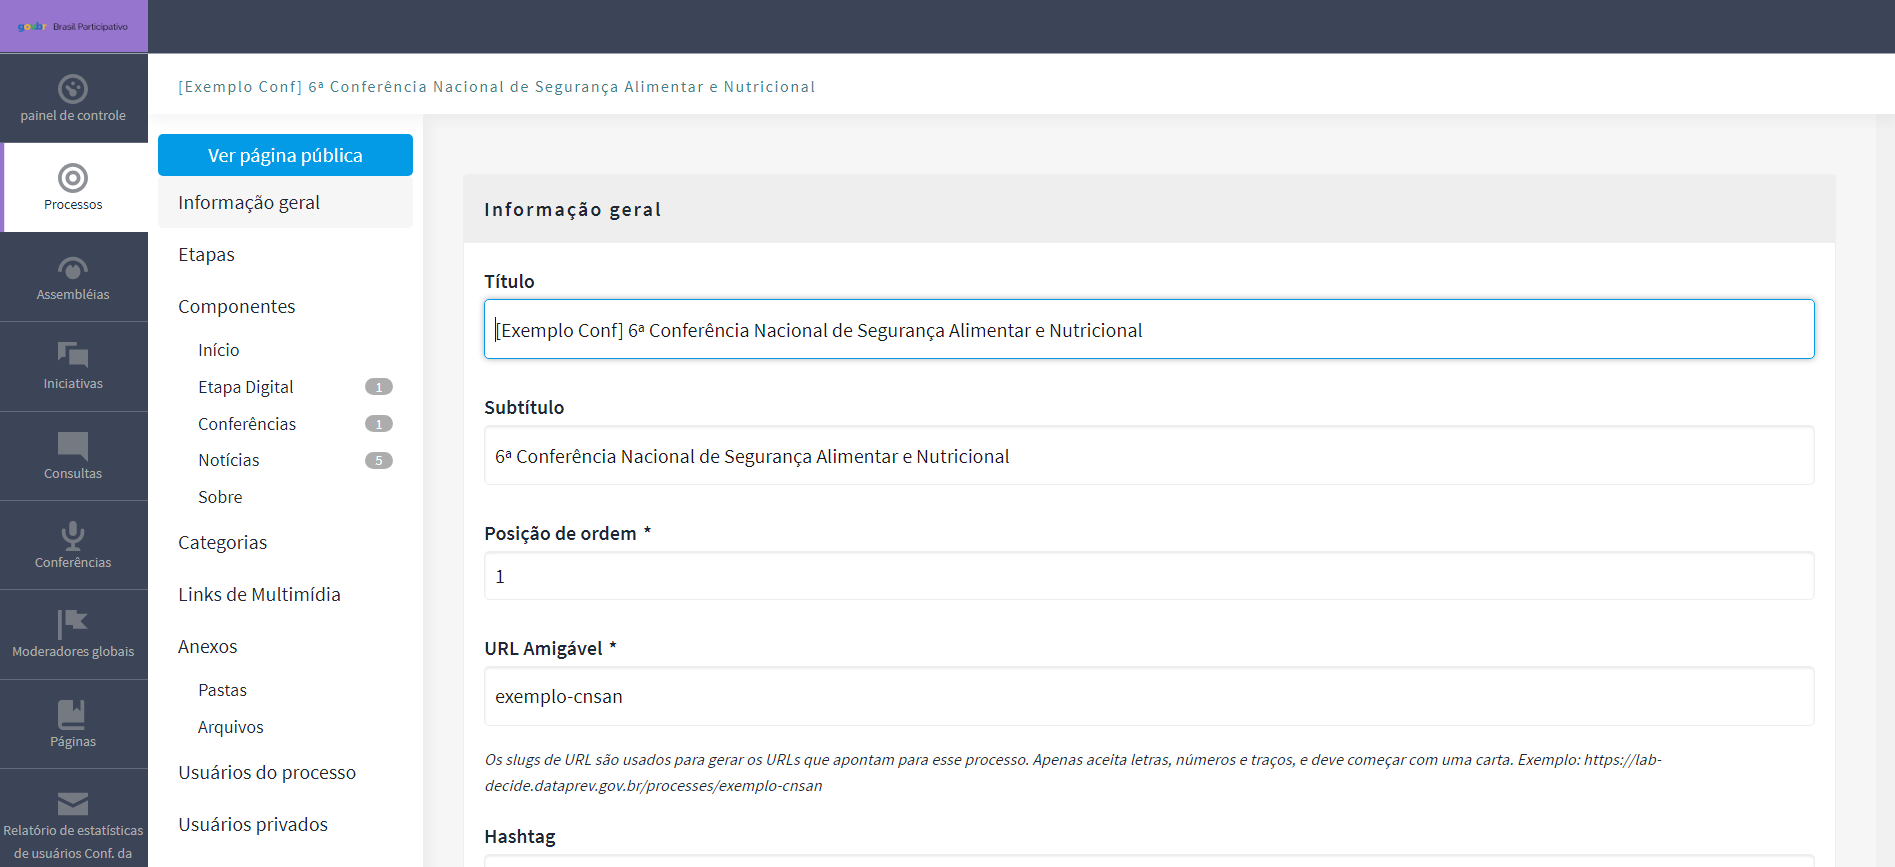 gov.br Brasil Participativo
painel de controle
Processos
Assembléias
Iniciativas
Consultas
Conferências
Moderadores globais
Páginas
Relatório de estatísticas
de usuários Conf. da
[Exemplo Conf] 6ª Conferência Nacional de Segurança Alimentar e Nutricional
Ver página pública
Informação geral
Etapas
Componentes
Início
Etapa Digital 1
Conferências 1
Notícias 5
Sobre
Categorias
Links de Multimídia
Anexos
Pastas
Arquivos
Usuários do processo
Usuários privados
Informação geral
Título
[Exemplo Conf] 6ª Conferência Nacional de Segurança Alimentar e Nutricional
Subtítulo
6ª Conferência Nacional de Segurança Alimentar e Nutricional
Posição de ordem *
1
URL Amigável *
exemplo-cnsan
Os slugs de URL são usados para gerar os URLs que apontam para esse processo. Apenas aceita letras, números e traços, e deve começar com uma carta. Exemplo: https://lab-
decide.dataprev.gov.br/processes/exemplo-cnsan
Hashtag